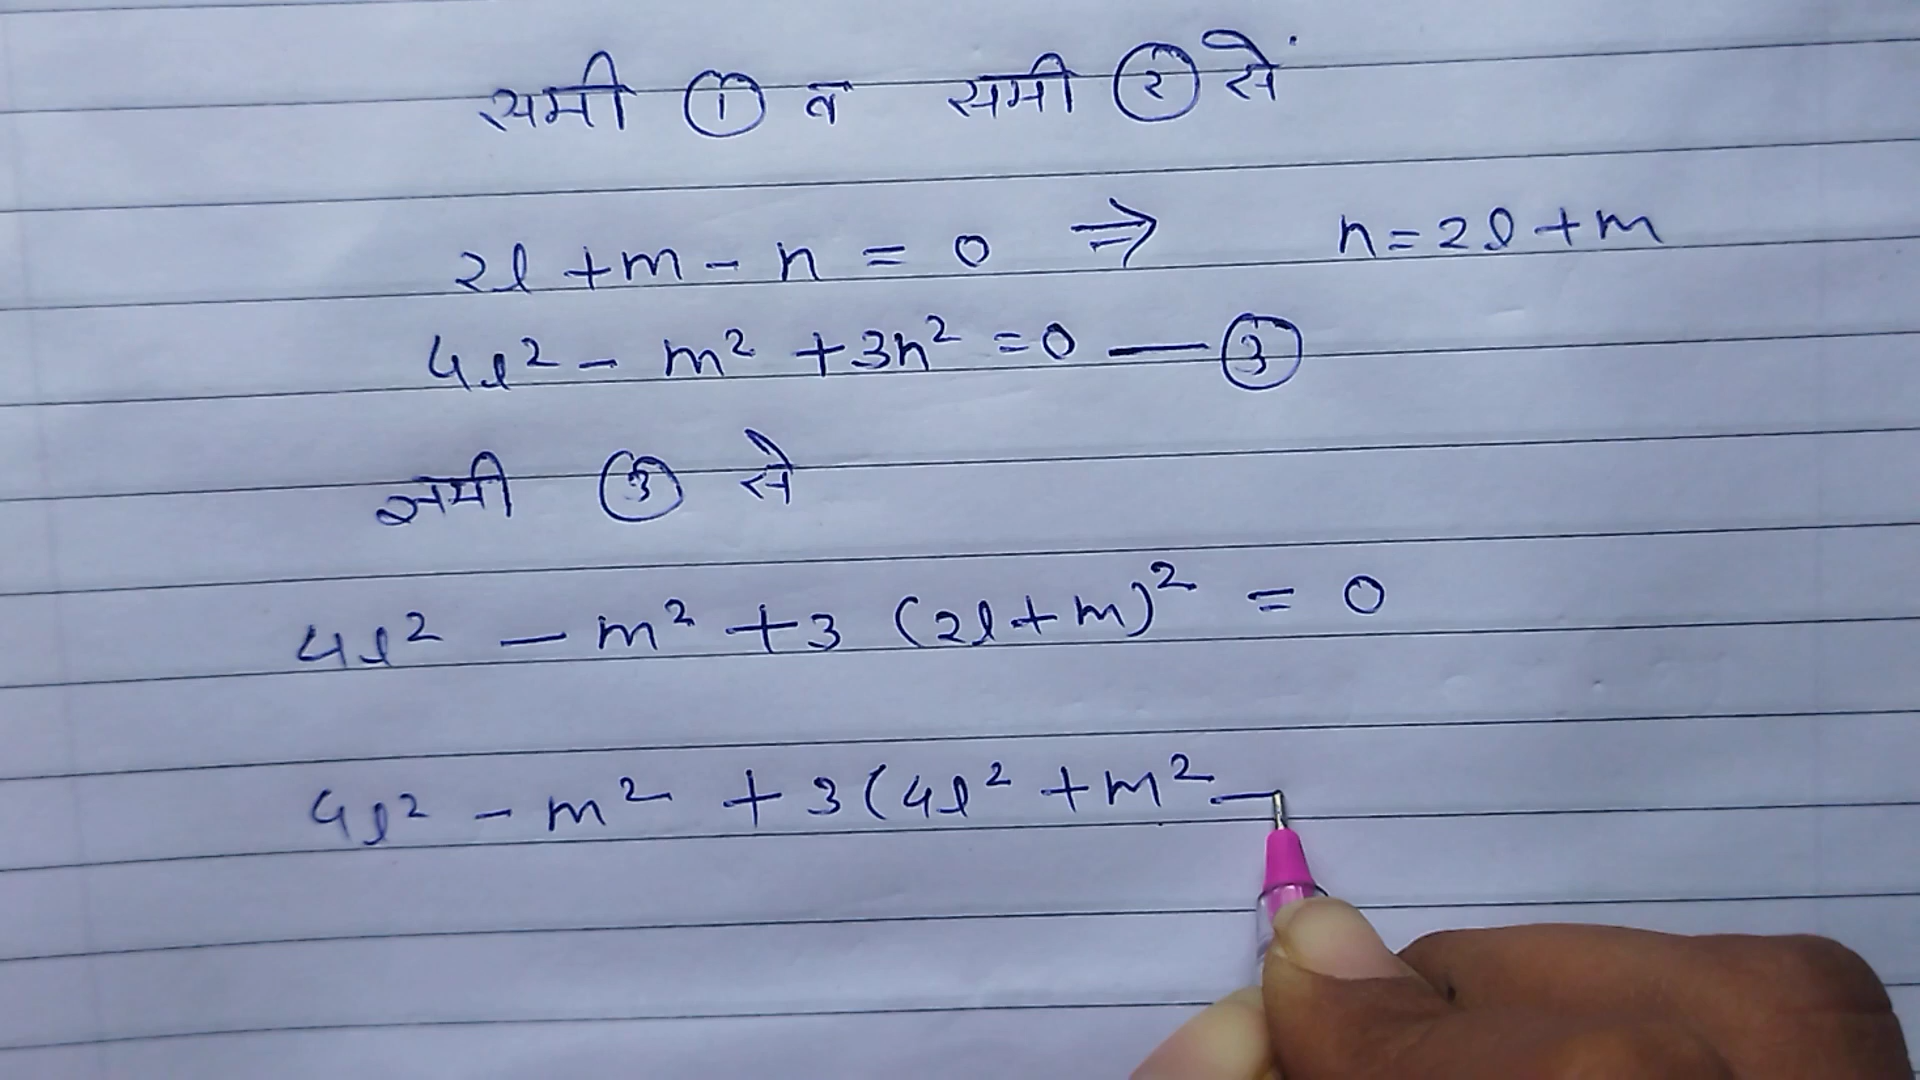 समी ① व समी ② से
2l + m - n = 0 ⇒ n = 2l + m
4l² - m² + 3n² = 0 — ③
समी ③ से
4l² - m² + 3 (2l + m)² = 0
4l² - m² + 3(4l² + m² -